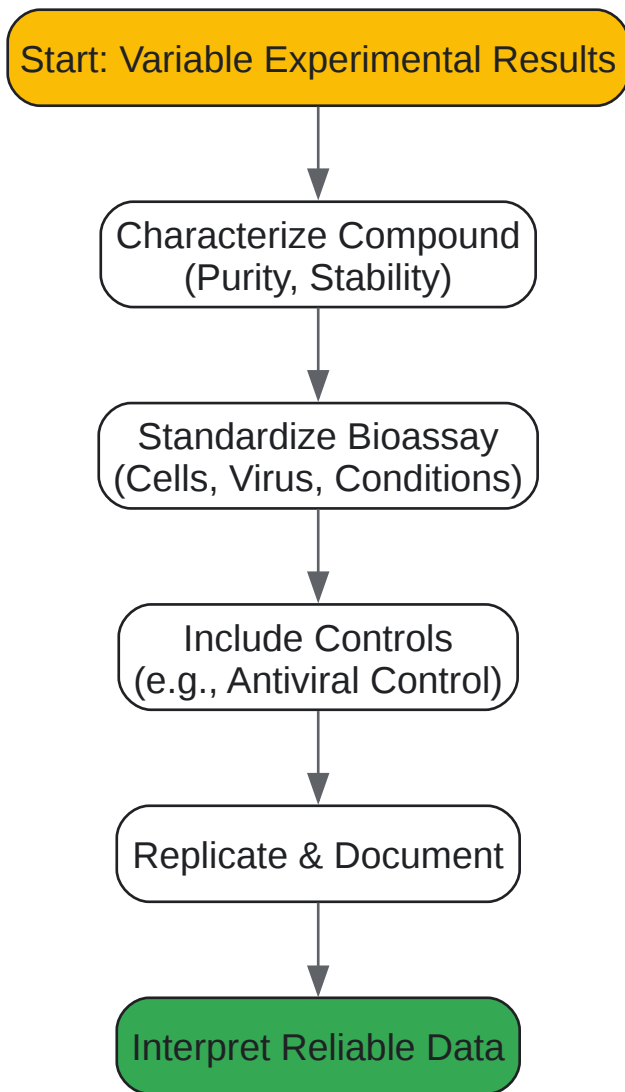 Start: Variable Experimental Results
Characterize Compound
(Purity, Stability)
Standardize Bioassay
(Cells, Virus, Conditions)
Include Controls
(e.g., Antiviral Control)
Replicate & Document
Interpret Reliable Data